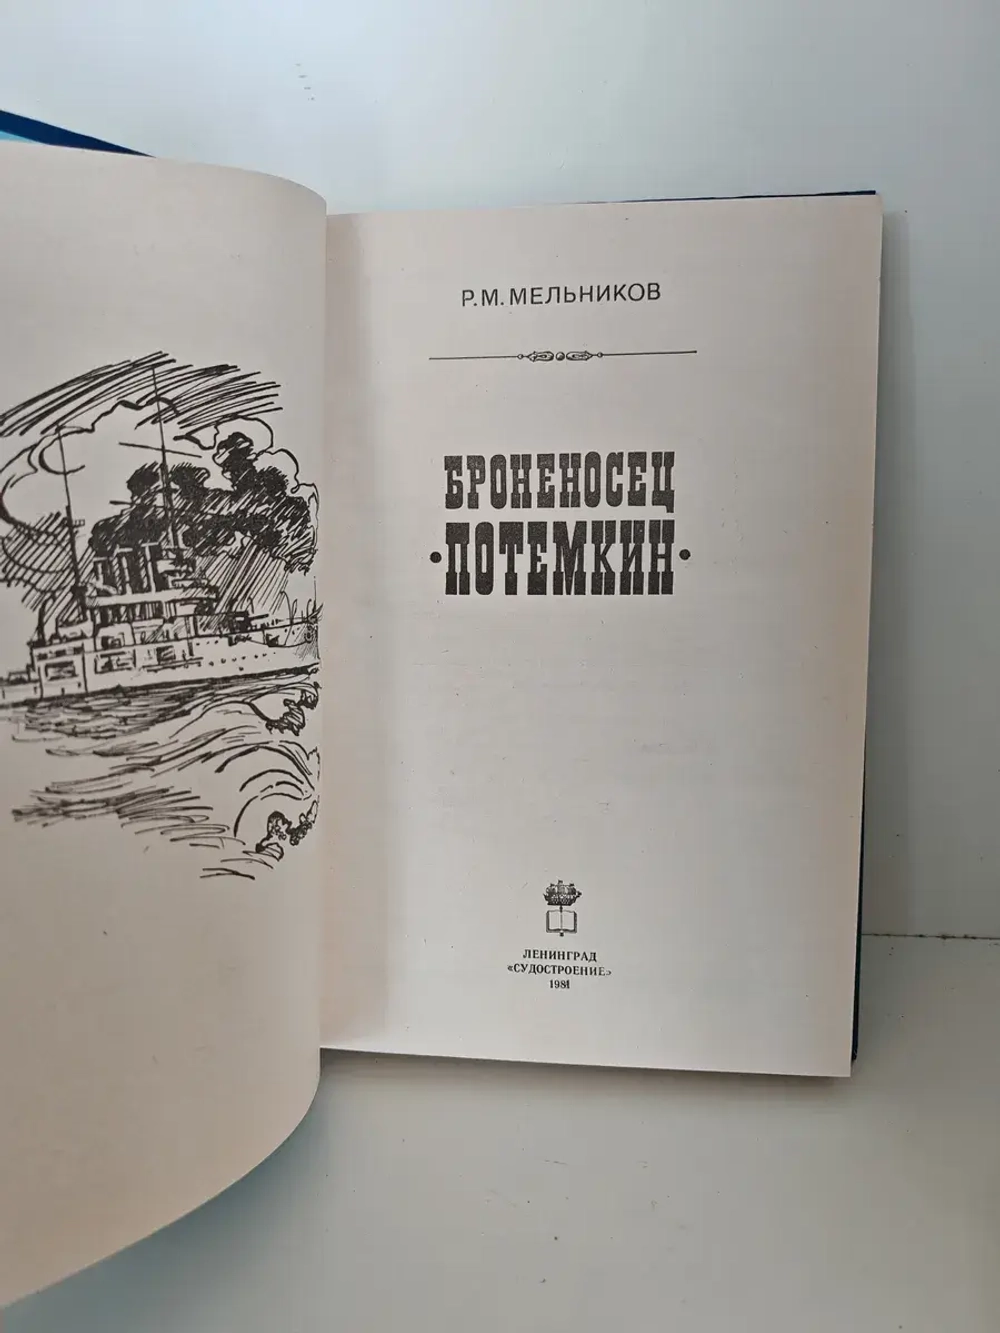 Р.М. МЕЛЬНИКОВ
БРОНЕНОСЕЦ
·ПОТЕМКИН·
ЛЕНИНГРАД
«СУДОСТРОЕНИЕ»
1981